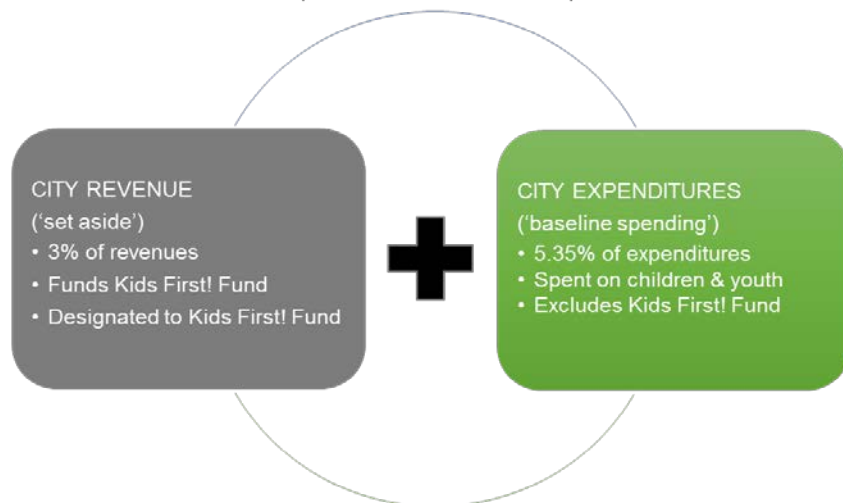 CITY REVENUE
(‘set aside’)
• 3% of revenues
• Funds Kids First! Fund
• Designated to Kids First! Fund
CITY EXPENDITURES
(‘baseline spending’)
• 5.35% of expenditures
• Spent on children & youth
• Excludes Kids First! Fund